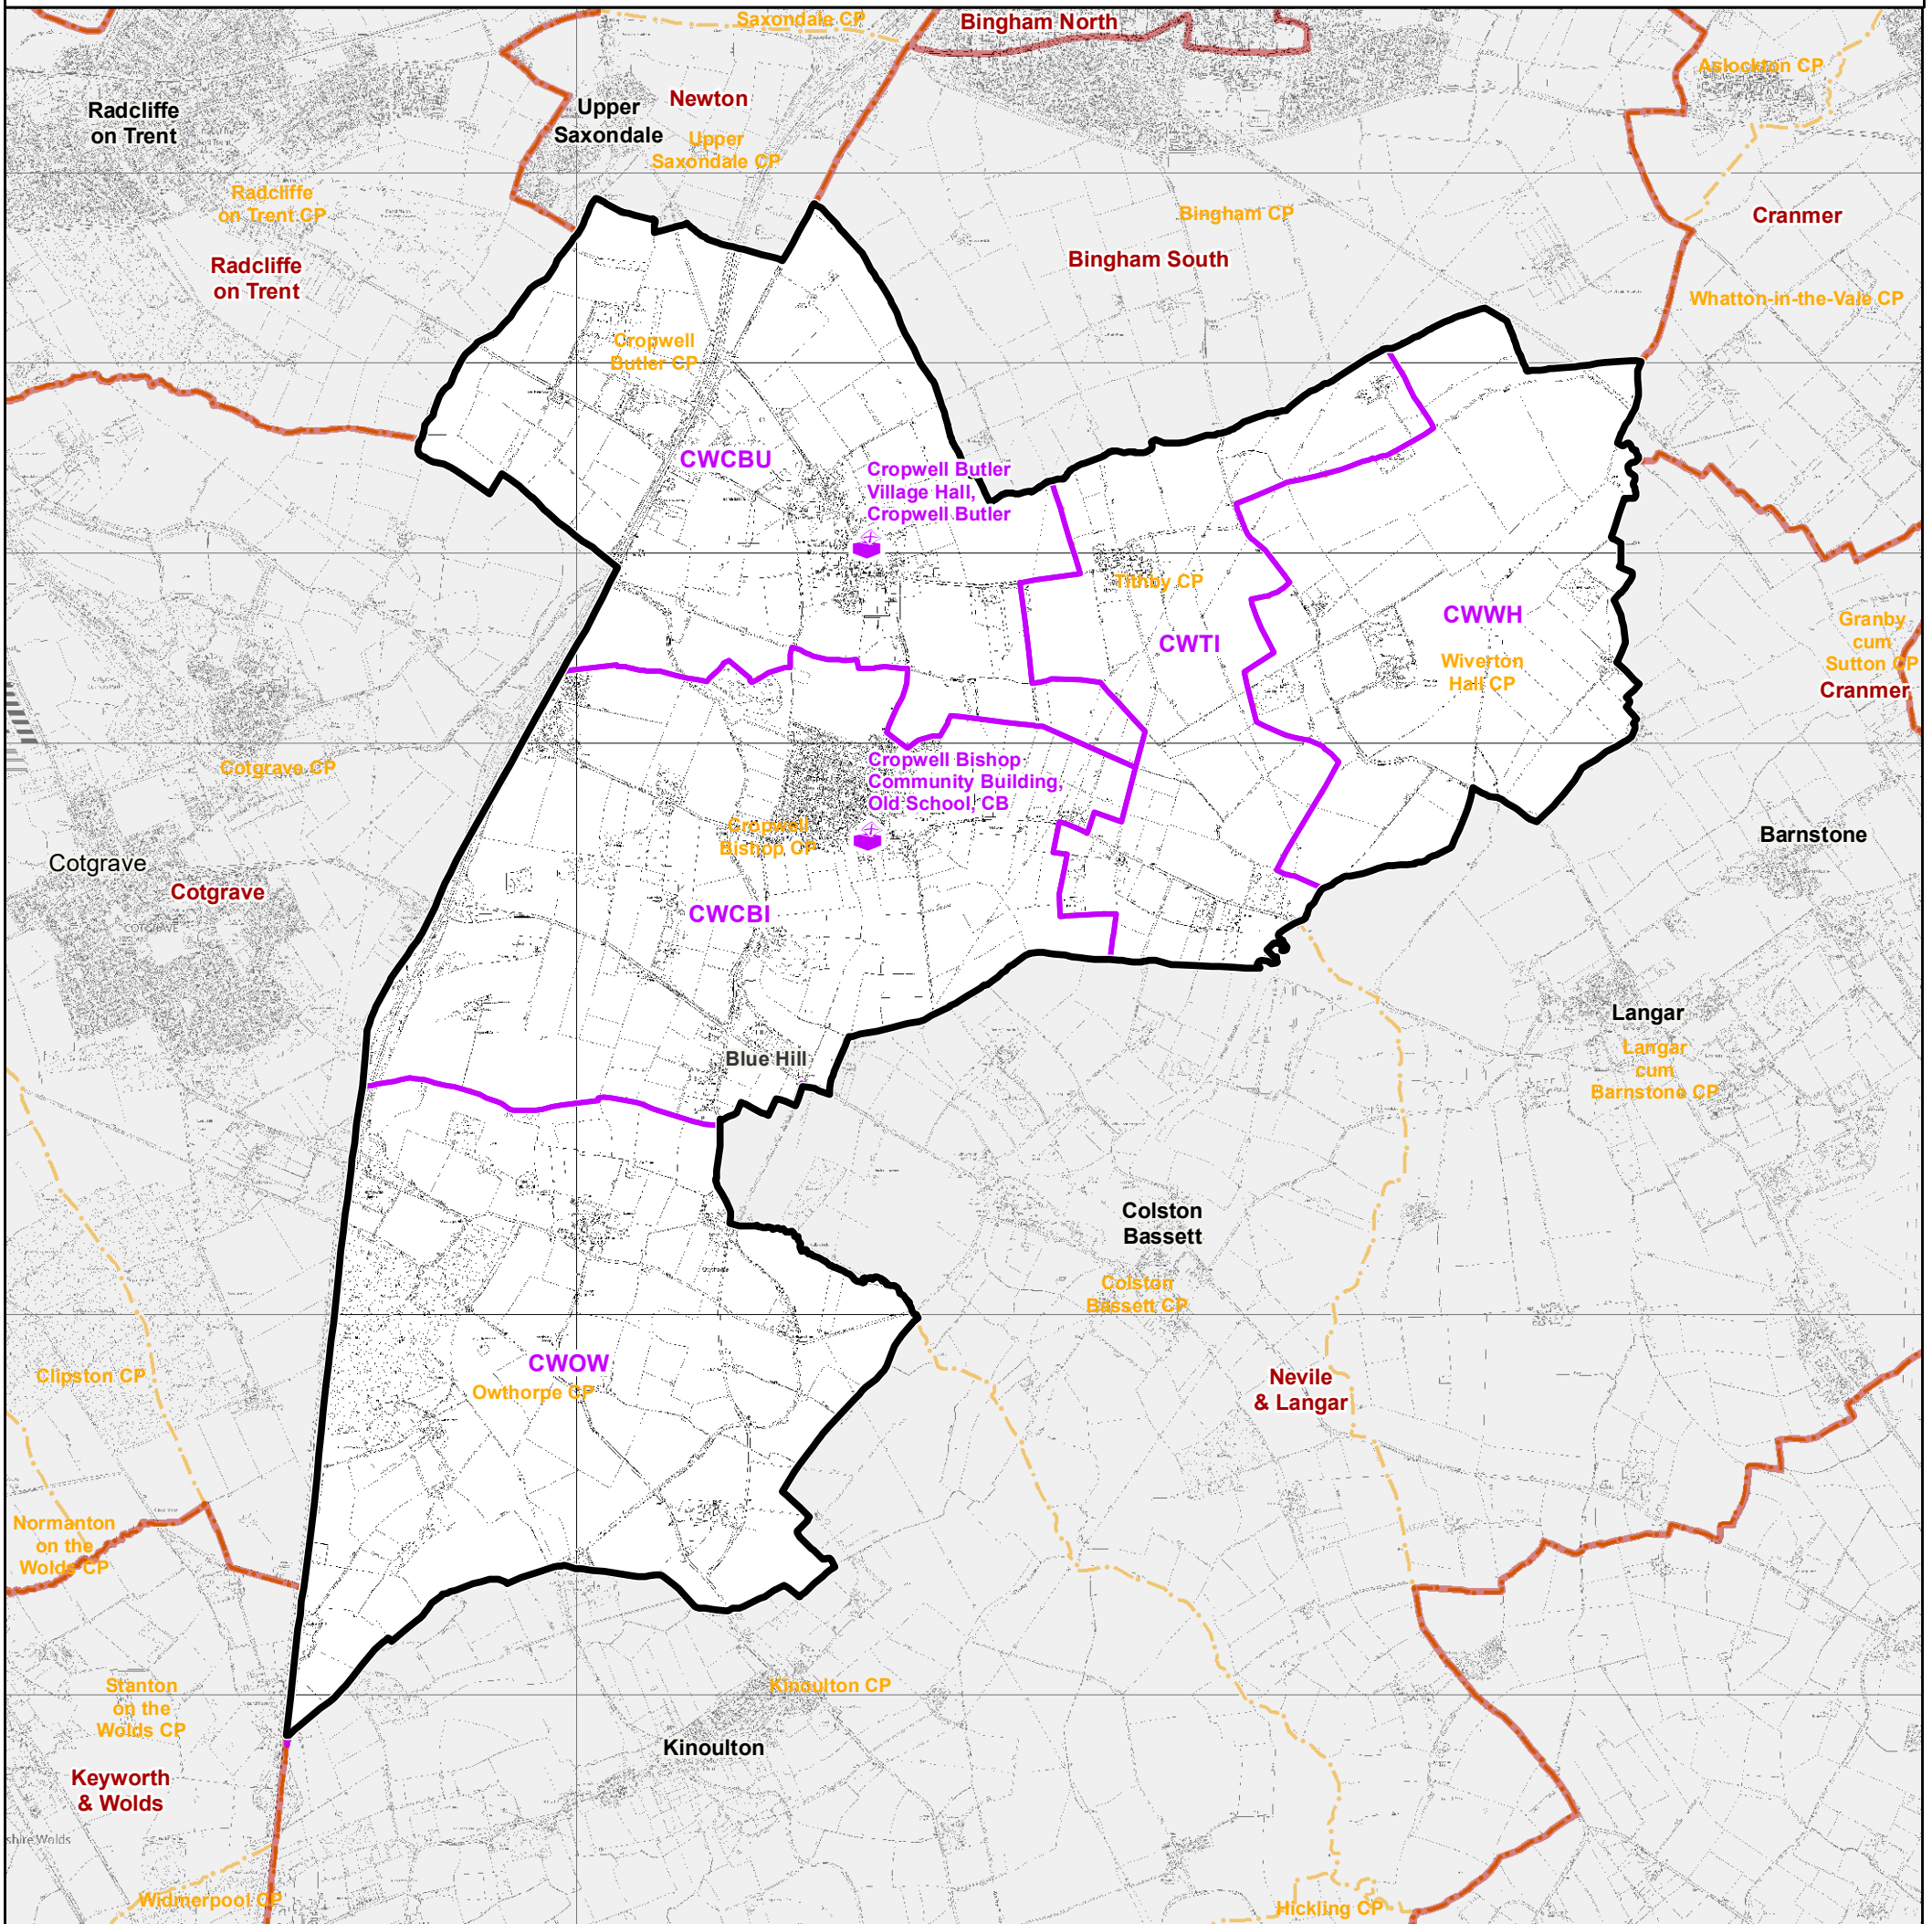 Saxondale CP
Bingham North
Aslockton CP
Radcliffe
on Trent
Upper
Saxondale
Newton
Upper
Saxondale CP
Radcliffe
on Trent CP
Bingham CP
Cranmer
Radcliffe
on Trent
Bingham South
Whatton-in-the-Vale CP
Cropwell
Butler CP
CWCBU
Cropwell Butler
Village Hall,
Cropwell Butler
Tithby CP
CWTI
CWWH
Wiverton
Hall CP
Granby
cum
Sutton CP
Cranmer
Cotgrave CP
Cropwell Bishop
Community Building,
Old School, CB
Cropwell
Bishop CP
Barnstone
Cotgrave
Cotgrave
COTGRAVE
CWCBI
Langar
Langar
cum
Barnstone CP
Blue Hill
Colston
Bassett
Colston
Bassett CP
CWOW
Owthorpe CP
Clipston CP
Nevile
& Langar
Normanton
on the
Wolds CP
Stanton
on the
Wolds CP
Kinoulton CP
Kinoulton
Keyworth
& Wolds
shire Wolds
Widmerpool CP
Hickling CP